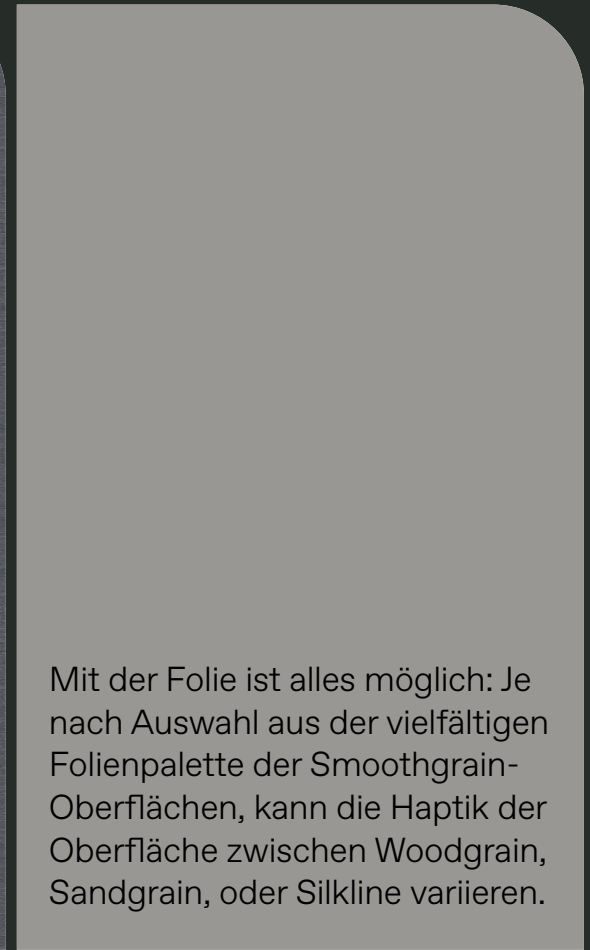 Mit der Folie ist alles möglich: Je
nach Auswahl aus der vielfältigen
Folienpalette der Smoothgrain-
Oberflächen, kann die Haptik der
Oberfläche zwischen Woodgrain,
Sandgrain, oder Silkline variieren.